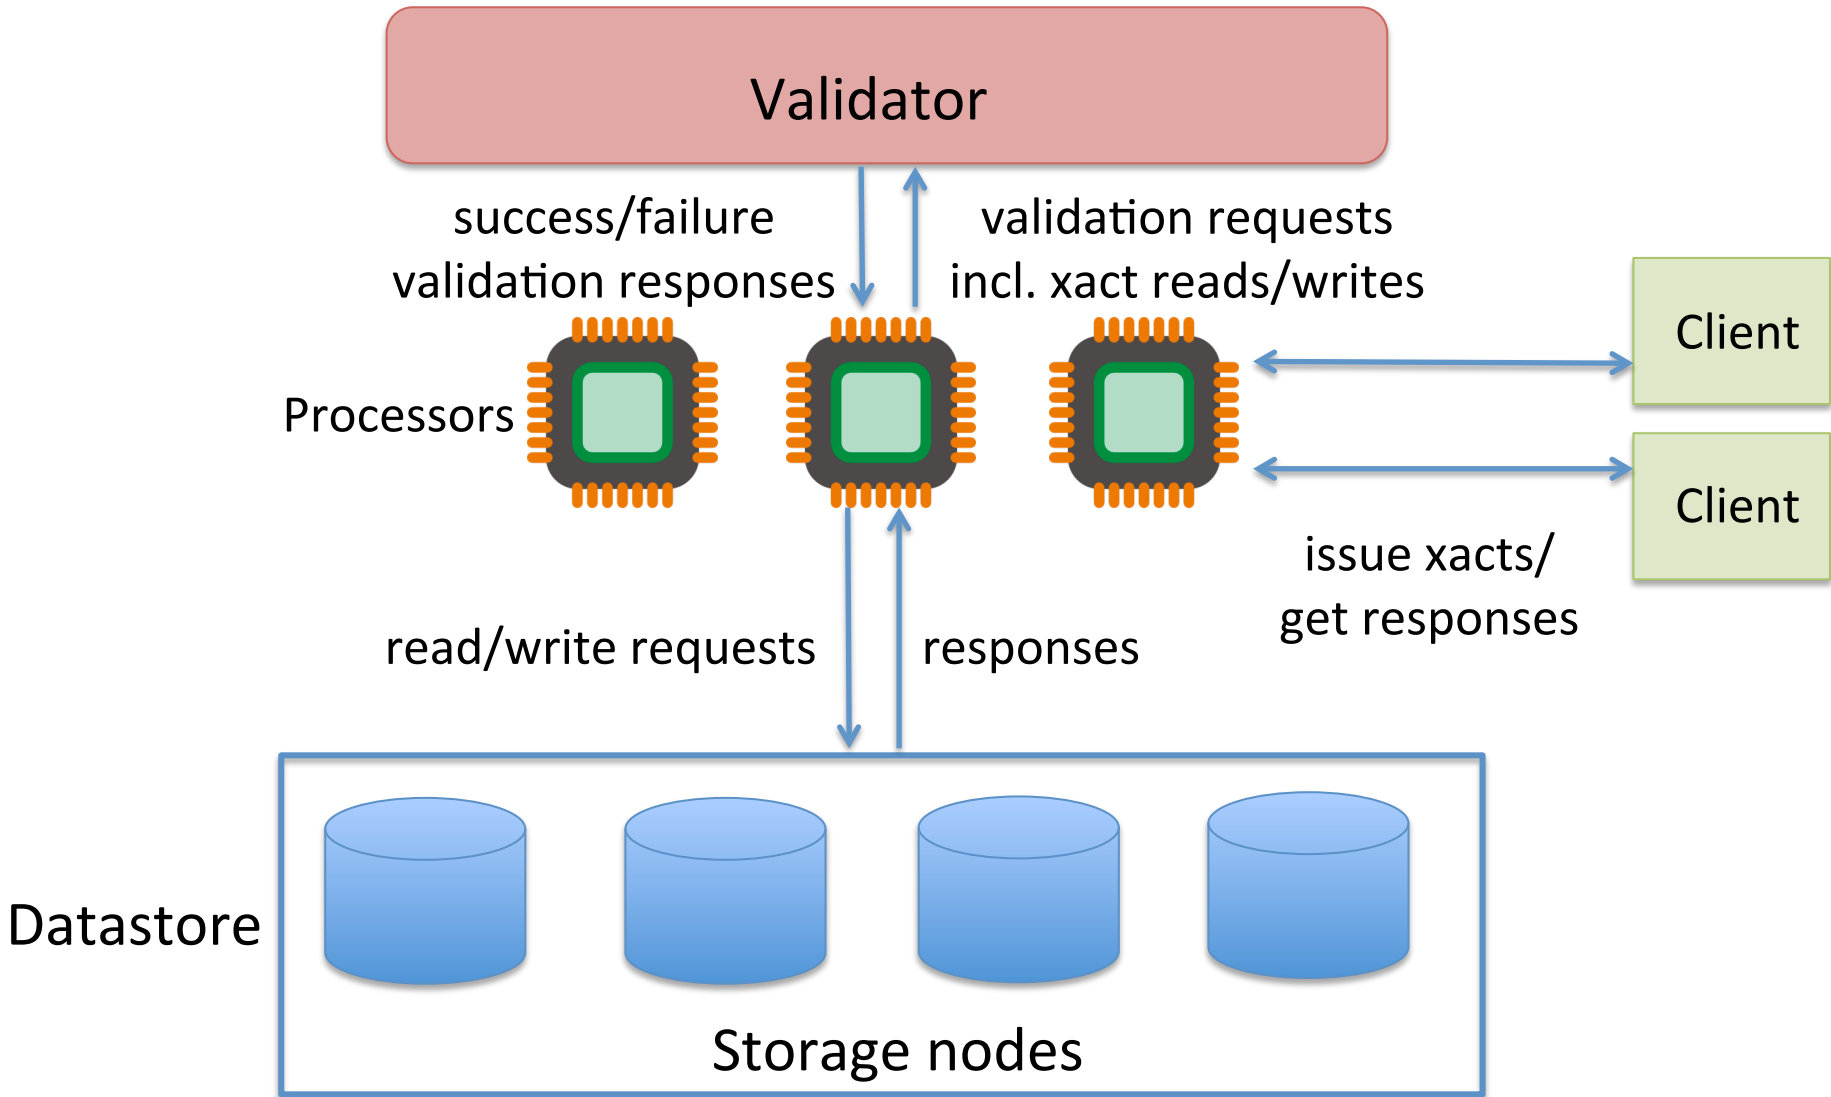 Validator
success/failure
validation responses
validation requests
incl. xact reads/writes
Client
Processors
Client
issue xacts/
get responses
read/write requests
responses
Datastore
Storage nodes